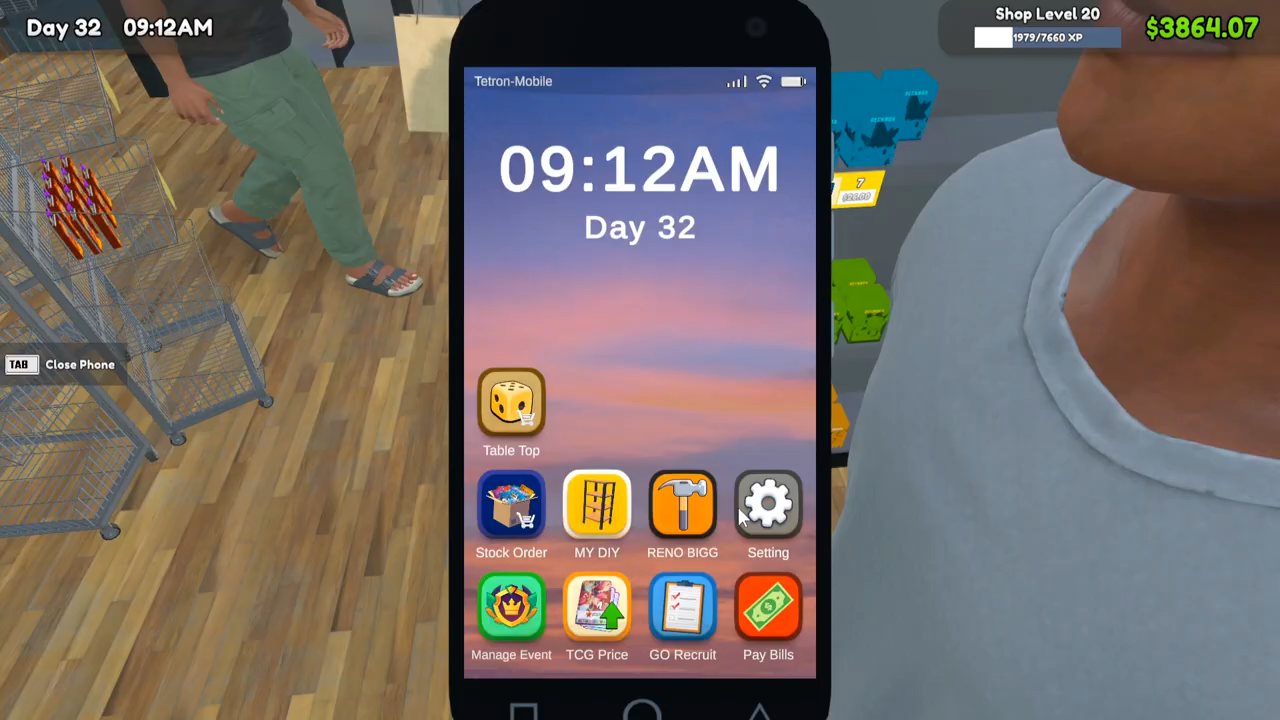 Day 32 09:12AM
Shop Level 20
1979/7660 XP
$3864.07
Tetron-Mobile
09:12AM
Day 32
7
$26.00
TAB Close Phone
Table Top
Stock Order
MY DIY
RENO BIGG
Setting
Manage Event
TCG Price
GO Recruit
Pay Bills